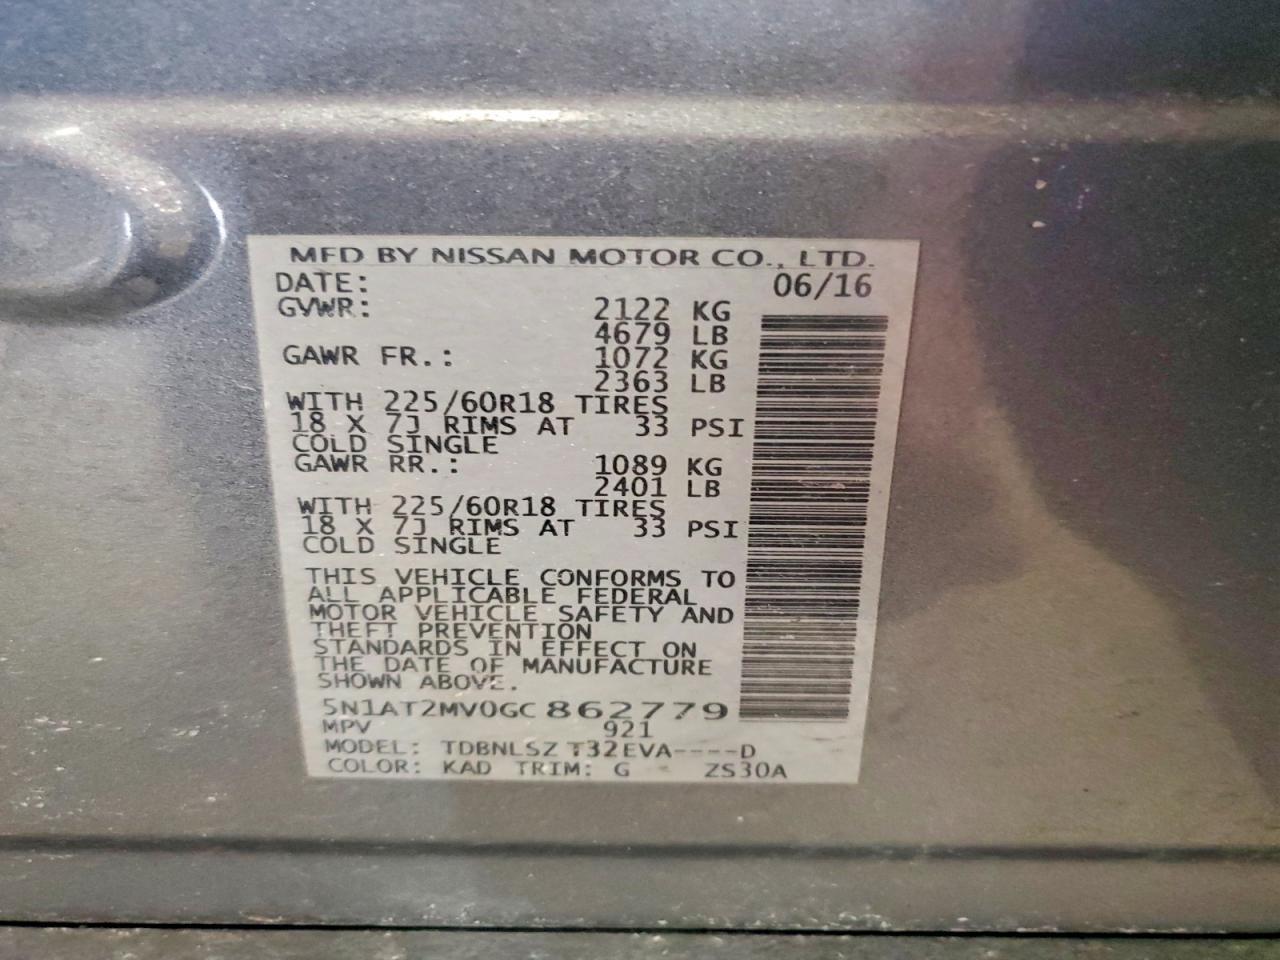 MFD BY NISSAN MOTOR CO., LTD.
DATE: 06/16
GVWR: 2122 KG
4679 LB
GAWR FR.: 1072 KG
2363 LB
WITH 225/60R18 TIRES
18 X 7J RIMS AT 33 PSI
COLD SINGLE
GAWR RR.: 1089 KG
2401 LB
WITH 225/60R18 TIRES
18 X 7J RIMS AT 33 PSI
COLD SINGLE
THIS VEHICLE CONFORMS TO
ALL APPLICABLE FEDERAL
MOTOR VEHICLE SAFETY AND
THEFT PREVENTION
STANDARDS IN EFFECT ON
THE DATE OF MANUFACTURE
SHOWN ABOVE.
5N1AT2MV0GC862779
MPV 921
MODEL: TDBNLSZ T32EVA----D
COLOR: KAD TRIM: G ZS30A